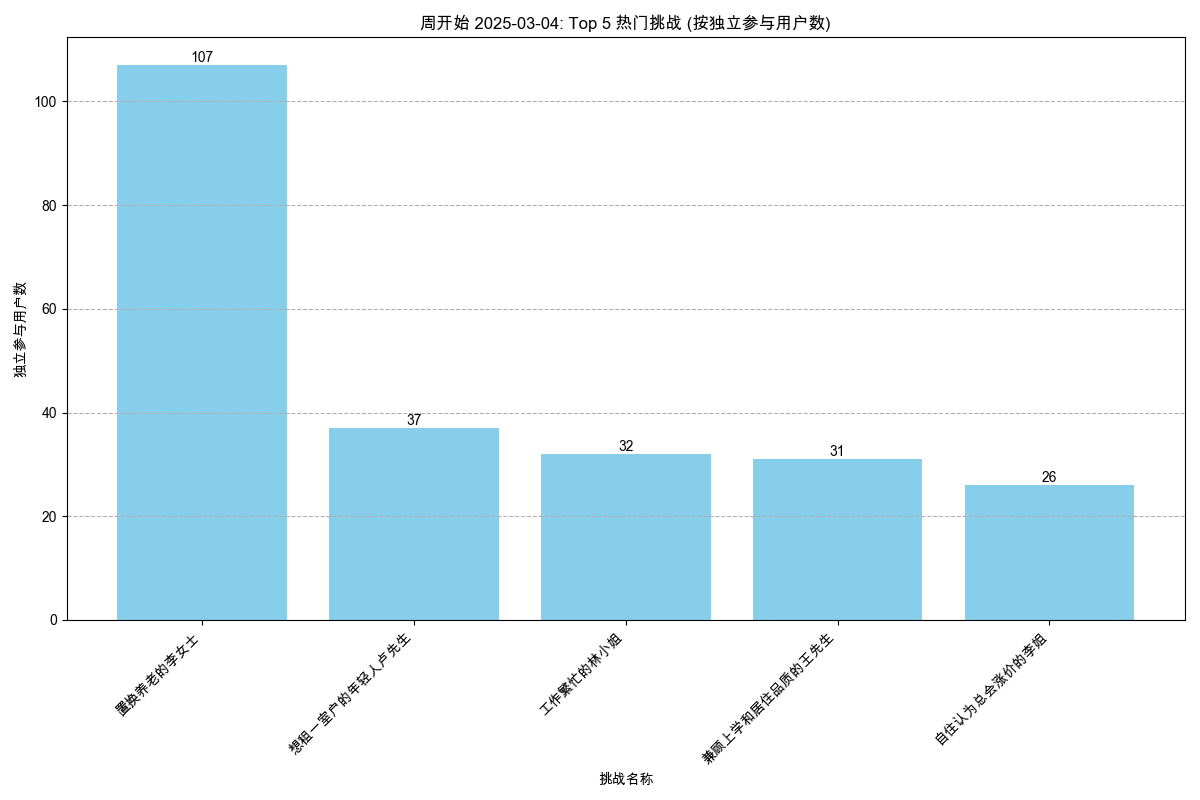 周开始 2025-03-04: Top 5 热门挑战 (按独立参与用户数)
独立参与用户数
100
80
60
40
20
0
107
37
32
31
26
置换养老的李女士
想租一室户的年轻人卢先生
工作繁忙的林小姐
兼顾上学和居住品质的王先生
自住认为总会涨价的李姐
挑战名称